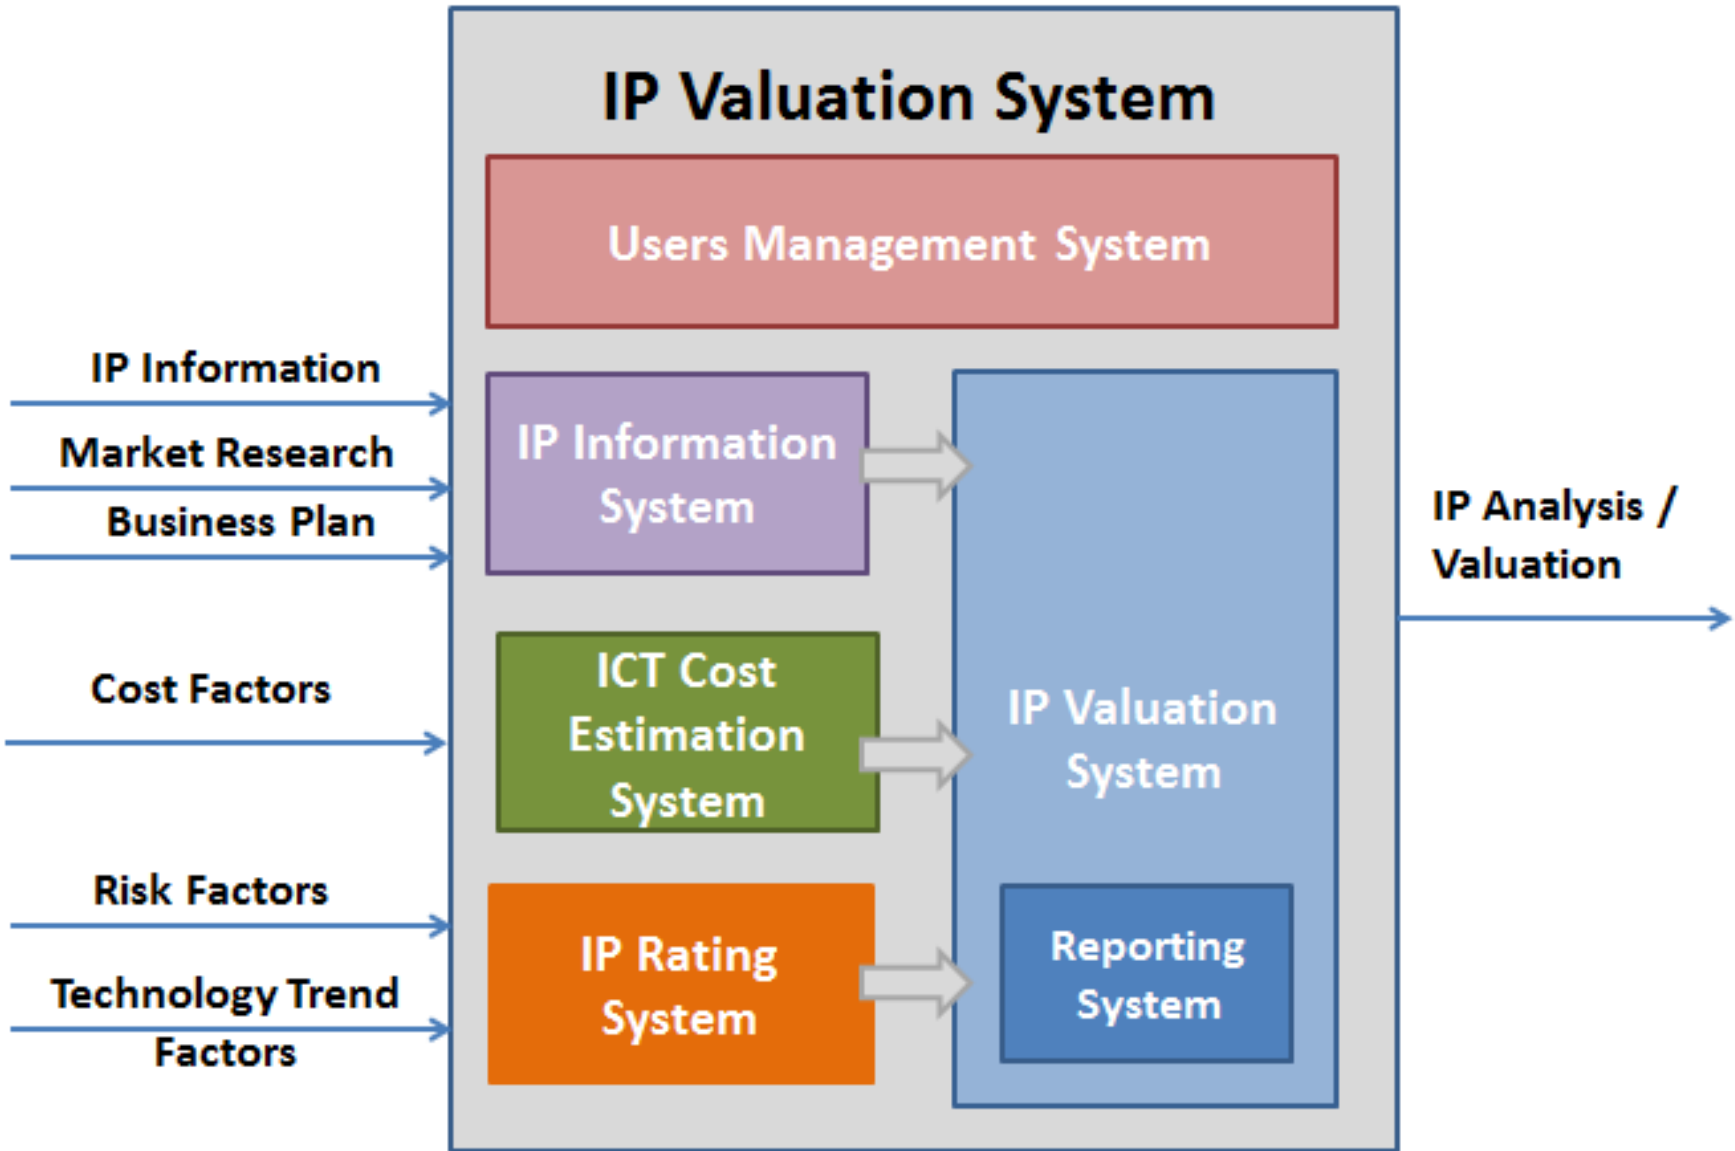 IP Valuation System
Users Management System
IP Information
Market Research
Business Plan
Cost Factors
Risk Factors
Technology Trend
Factors
IP Information
System
ICT Cost
Estimation
System
IP Rating
System
IP Valuation
System
Reporting
System
IP Analysis /
Valuation